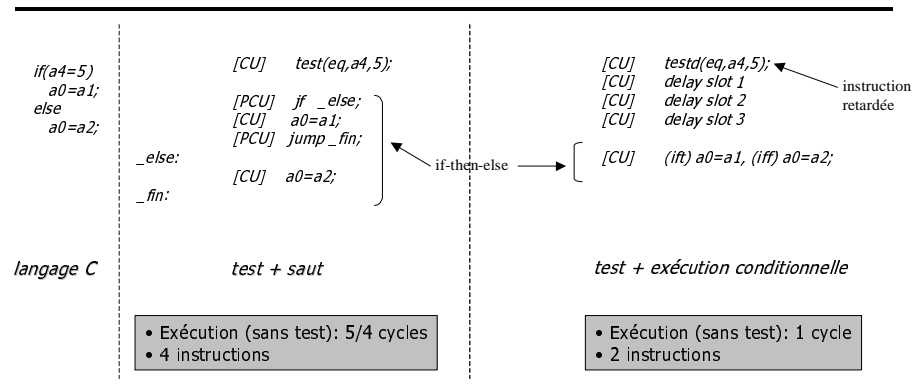 if(a4=5)
a0=a1;
else
a0=a2;
langage C
[CU] test(eq,a4,5);
[PCU] jf _else;
[CU] a0=a1;
[PCU] jump _fin;
_else:
[CU] a0=a2;
_fin:
if-then-else
test + saut
• Exécution (sans test): 5/4 cycles
• 4 instructions
[CU] testd(eq,a4,5);
[CU] delay slot 1
[CU] delay slot 2
[CU] delay slot 3
instruction
retardée
[CU] (ift) a0=a1, (iff) a0=a2;
test + exécution conditionnelle
• Exécution (sans test): 1 cycle
• 2 instructions